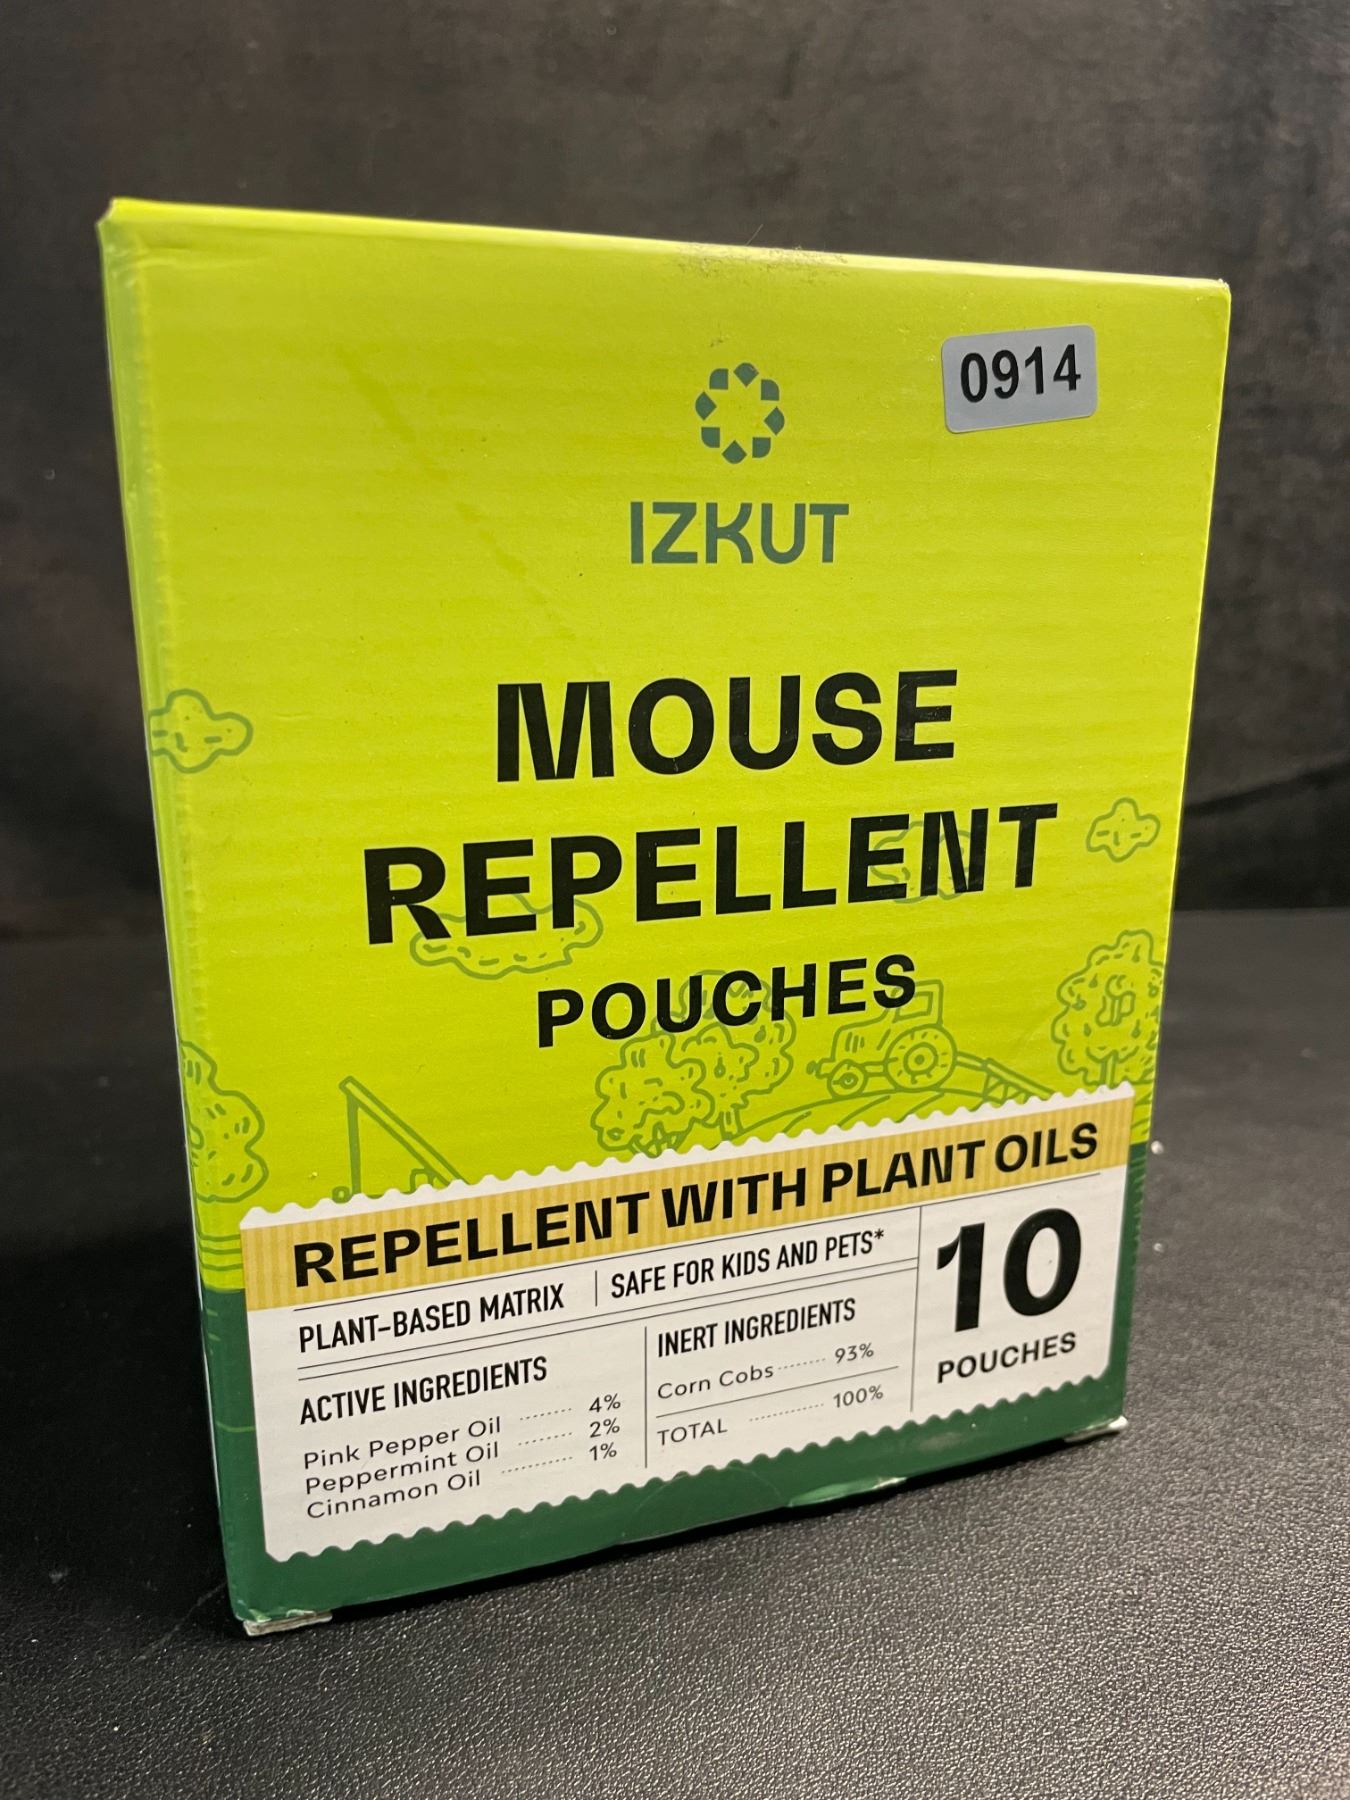 0914
IZKUT
MOUSE
REPELLENT
POUCHES
REPELLENT WITH PLANT OILS
PLANT-BASED MATRIX | SAFE FOR KIDS AND PETS*
ACTIVE INGREDIENTS
Pink Pepper Oil ........ 4%
Peppermint Oil ........ 2%
Cinnamon Oil .......... 1%
INERT INGREDIENTS
Corn Cobs ....... 93%
TOTAL ............ 100%
10
POUCHES